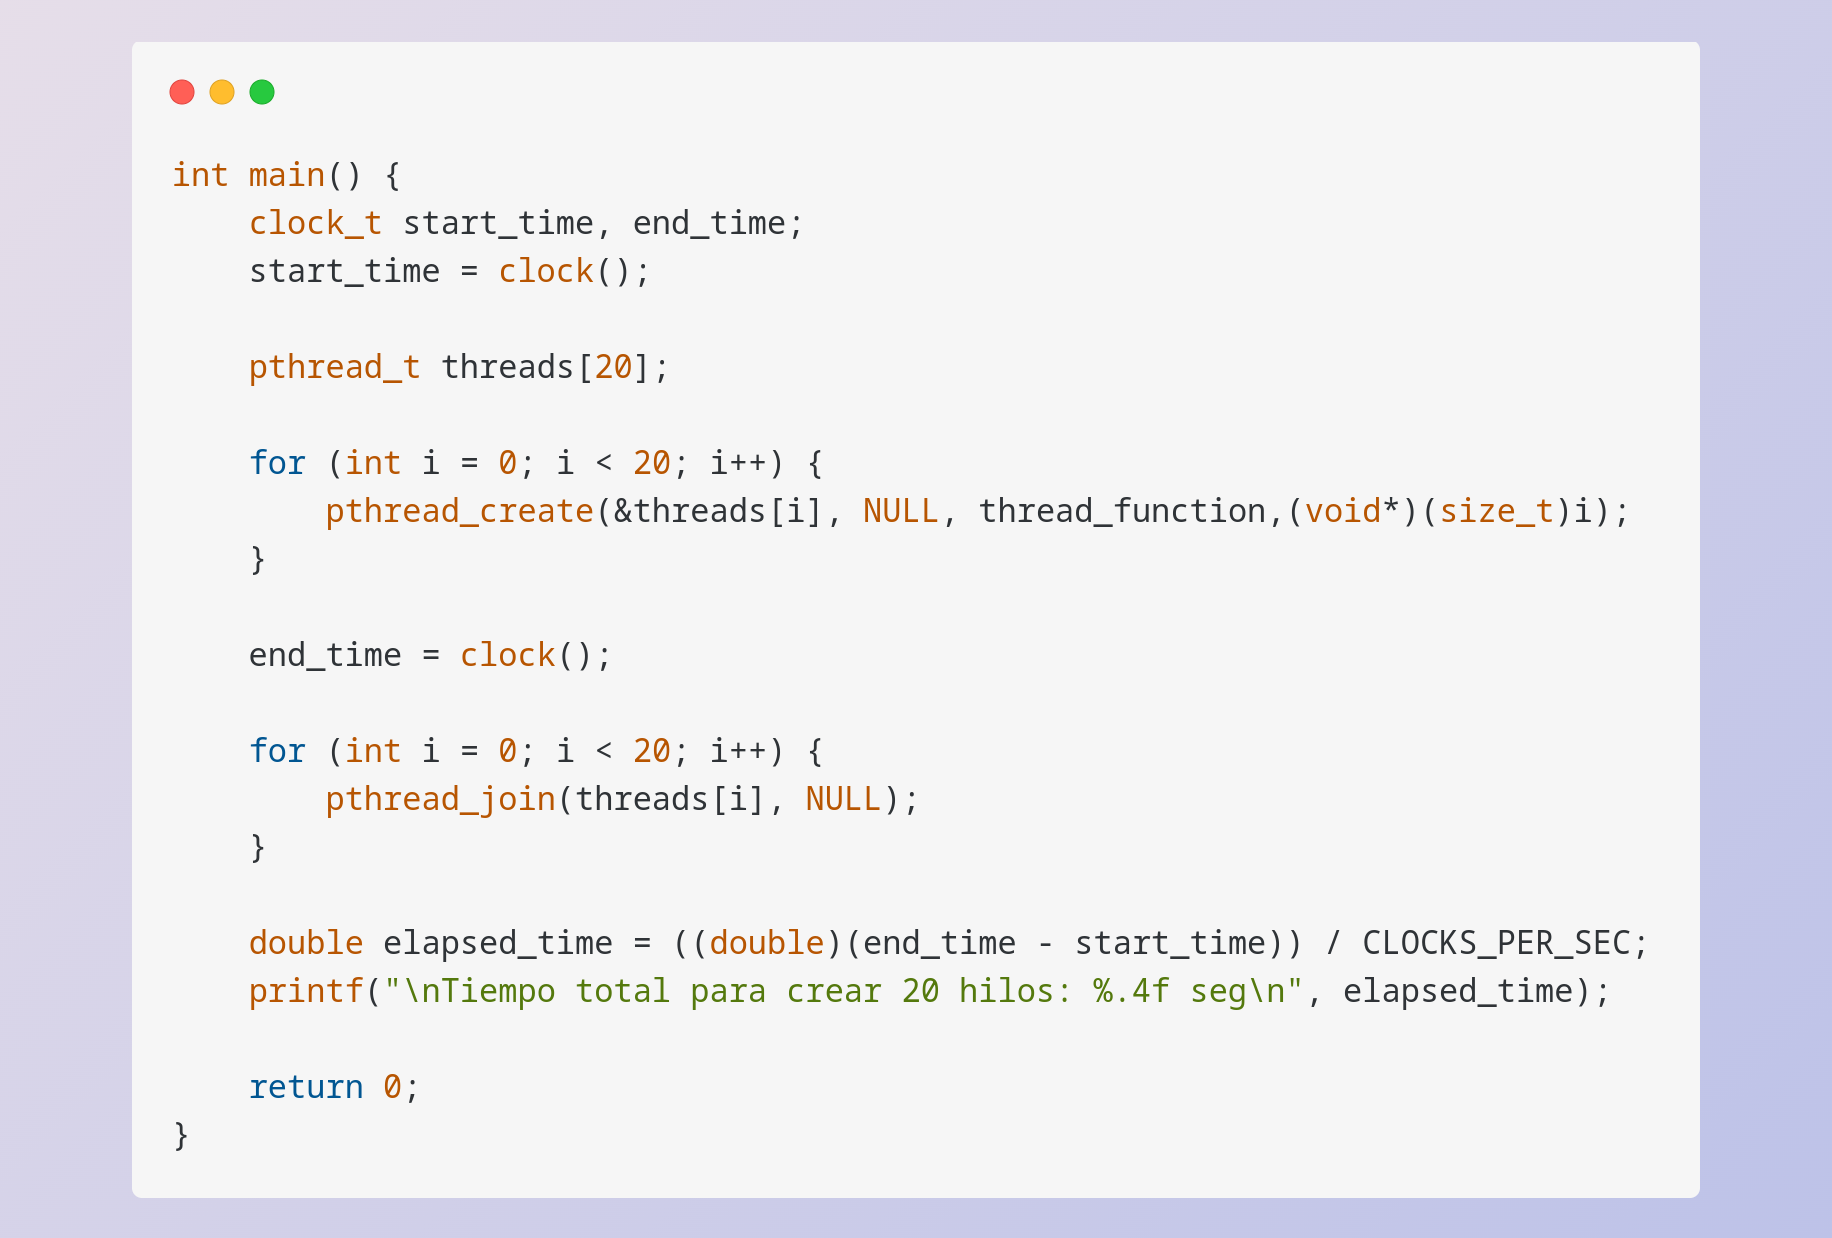 int main() {
    clock_t start_time, end_time;
    start_time = clock();

    pthread_t threads[20];

    for (int i = 0; i < 20; i++) {
        pthread_create(&threads[i], NULL, thread_function,(void*)(size_t)i);
    }

    end_time = clock();

    for (int i = 0; i < 20; i++) {
        pthread_join(threads[i], NULL);
    }

    double elapsed_time = ((double)(end_time - start_time)) / CLOCKS_PER_SEC;
    printf("\nTiempo total para crear 20 hilos: %.4f seg\n", elapsed_time);

    return 0;
}